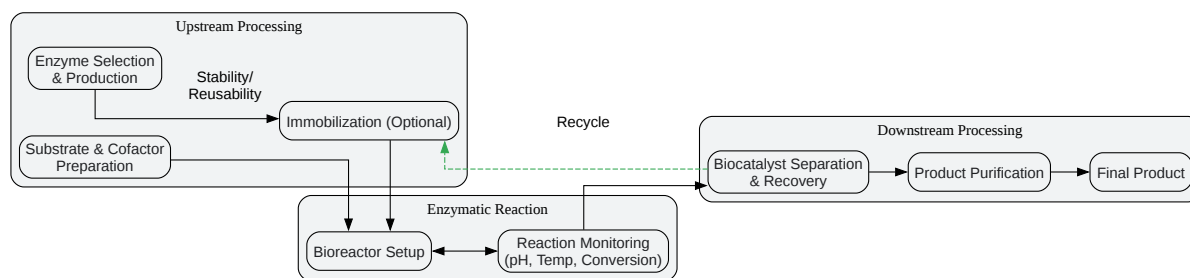 Upstream Processing
Enzyme Selection
& Production
Stability/
Reusability
Immobilization (Optional)
Substrate & Cofactor
Preparation
Recycle
Downstream Processing
Biocatalyst Separation
& Recovery
Product Purification
Final Product
Enzymatic Reaction
Bioreactor Setup
Reaction Monitoring
(pH, Temp, Conversion)